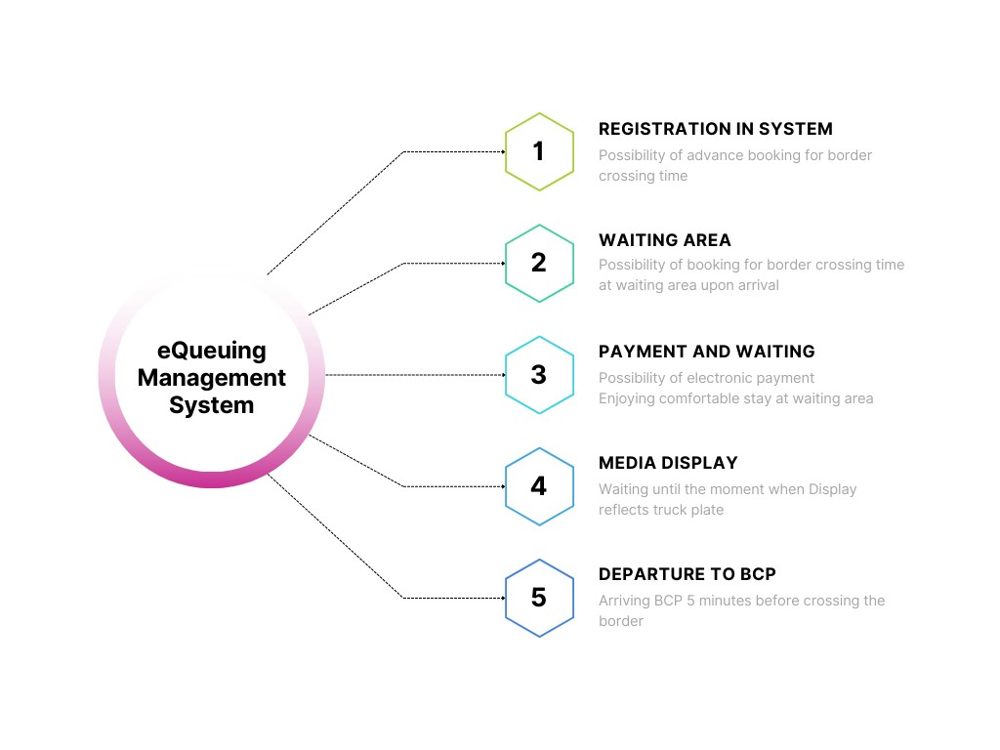 eQueuing
Management
System
1
REGISTRATION IN SYSTEM
Possibility of advance booking for border
crossing time
2
WAITING AREA
Possibility of booking for border crossing time
at waiting area upon arrival
3
PAYMENT AND WAITING
Possibility of electronic payment
Enjoying comfortable stay at waiting area
4
MEDIA DISPLAY
Waiting until the moment when Display
reflects truck plate
5
DEPARTURE TO BCP
Arriving BCP 5 minutes before crossing the
border